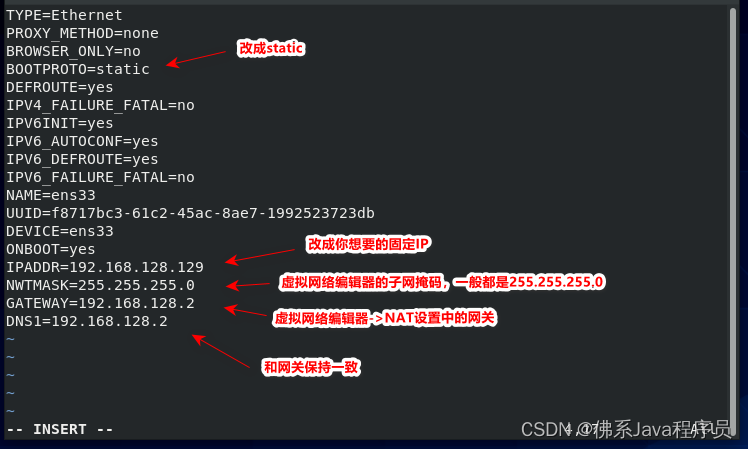 TYPE=Ethernet
PROXY_METHOD=none
BROWSER_ONLY=no
改成static
BOOTPROTO=static
DEFROUTE=yes
IPV4_FAILURE_FATAL=no
IPV6INIT=yes
IPV6_AUTOCONF=yes
IPV6_DEFROUTE=yes
IPV6_FAILURE_FATAL=no
NAME=ens33
UUID=f8717bc3-61c2-45ac-8ae7-1992523723db
DEVICE=ens33
ONBOOT=yes
改成你想要的固定IP
IPADDR=192.168.128.129
NWTMASK=255.255.255.0
虚拟网络编辑器的子网掩码，一般都是255.255.255,0
GATEWAY=192.168.128.2
虚拟网络编辑器->NAT设置中的网关
DNS1=192.168.128.2
~
~
和网关保持一致
~
~
~
-- INSERT --
CSDN @佛系Java程序员